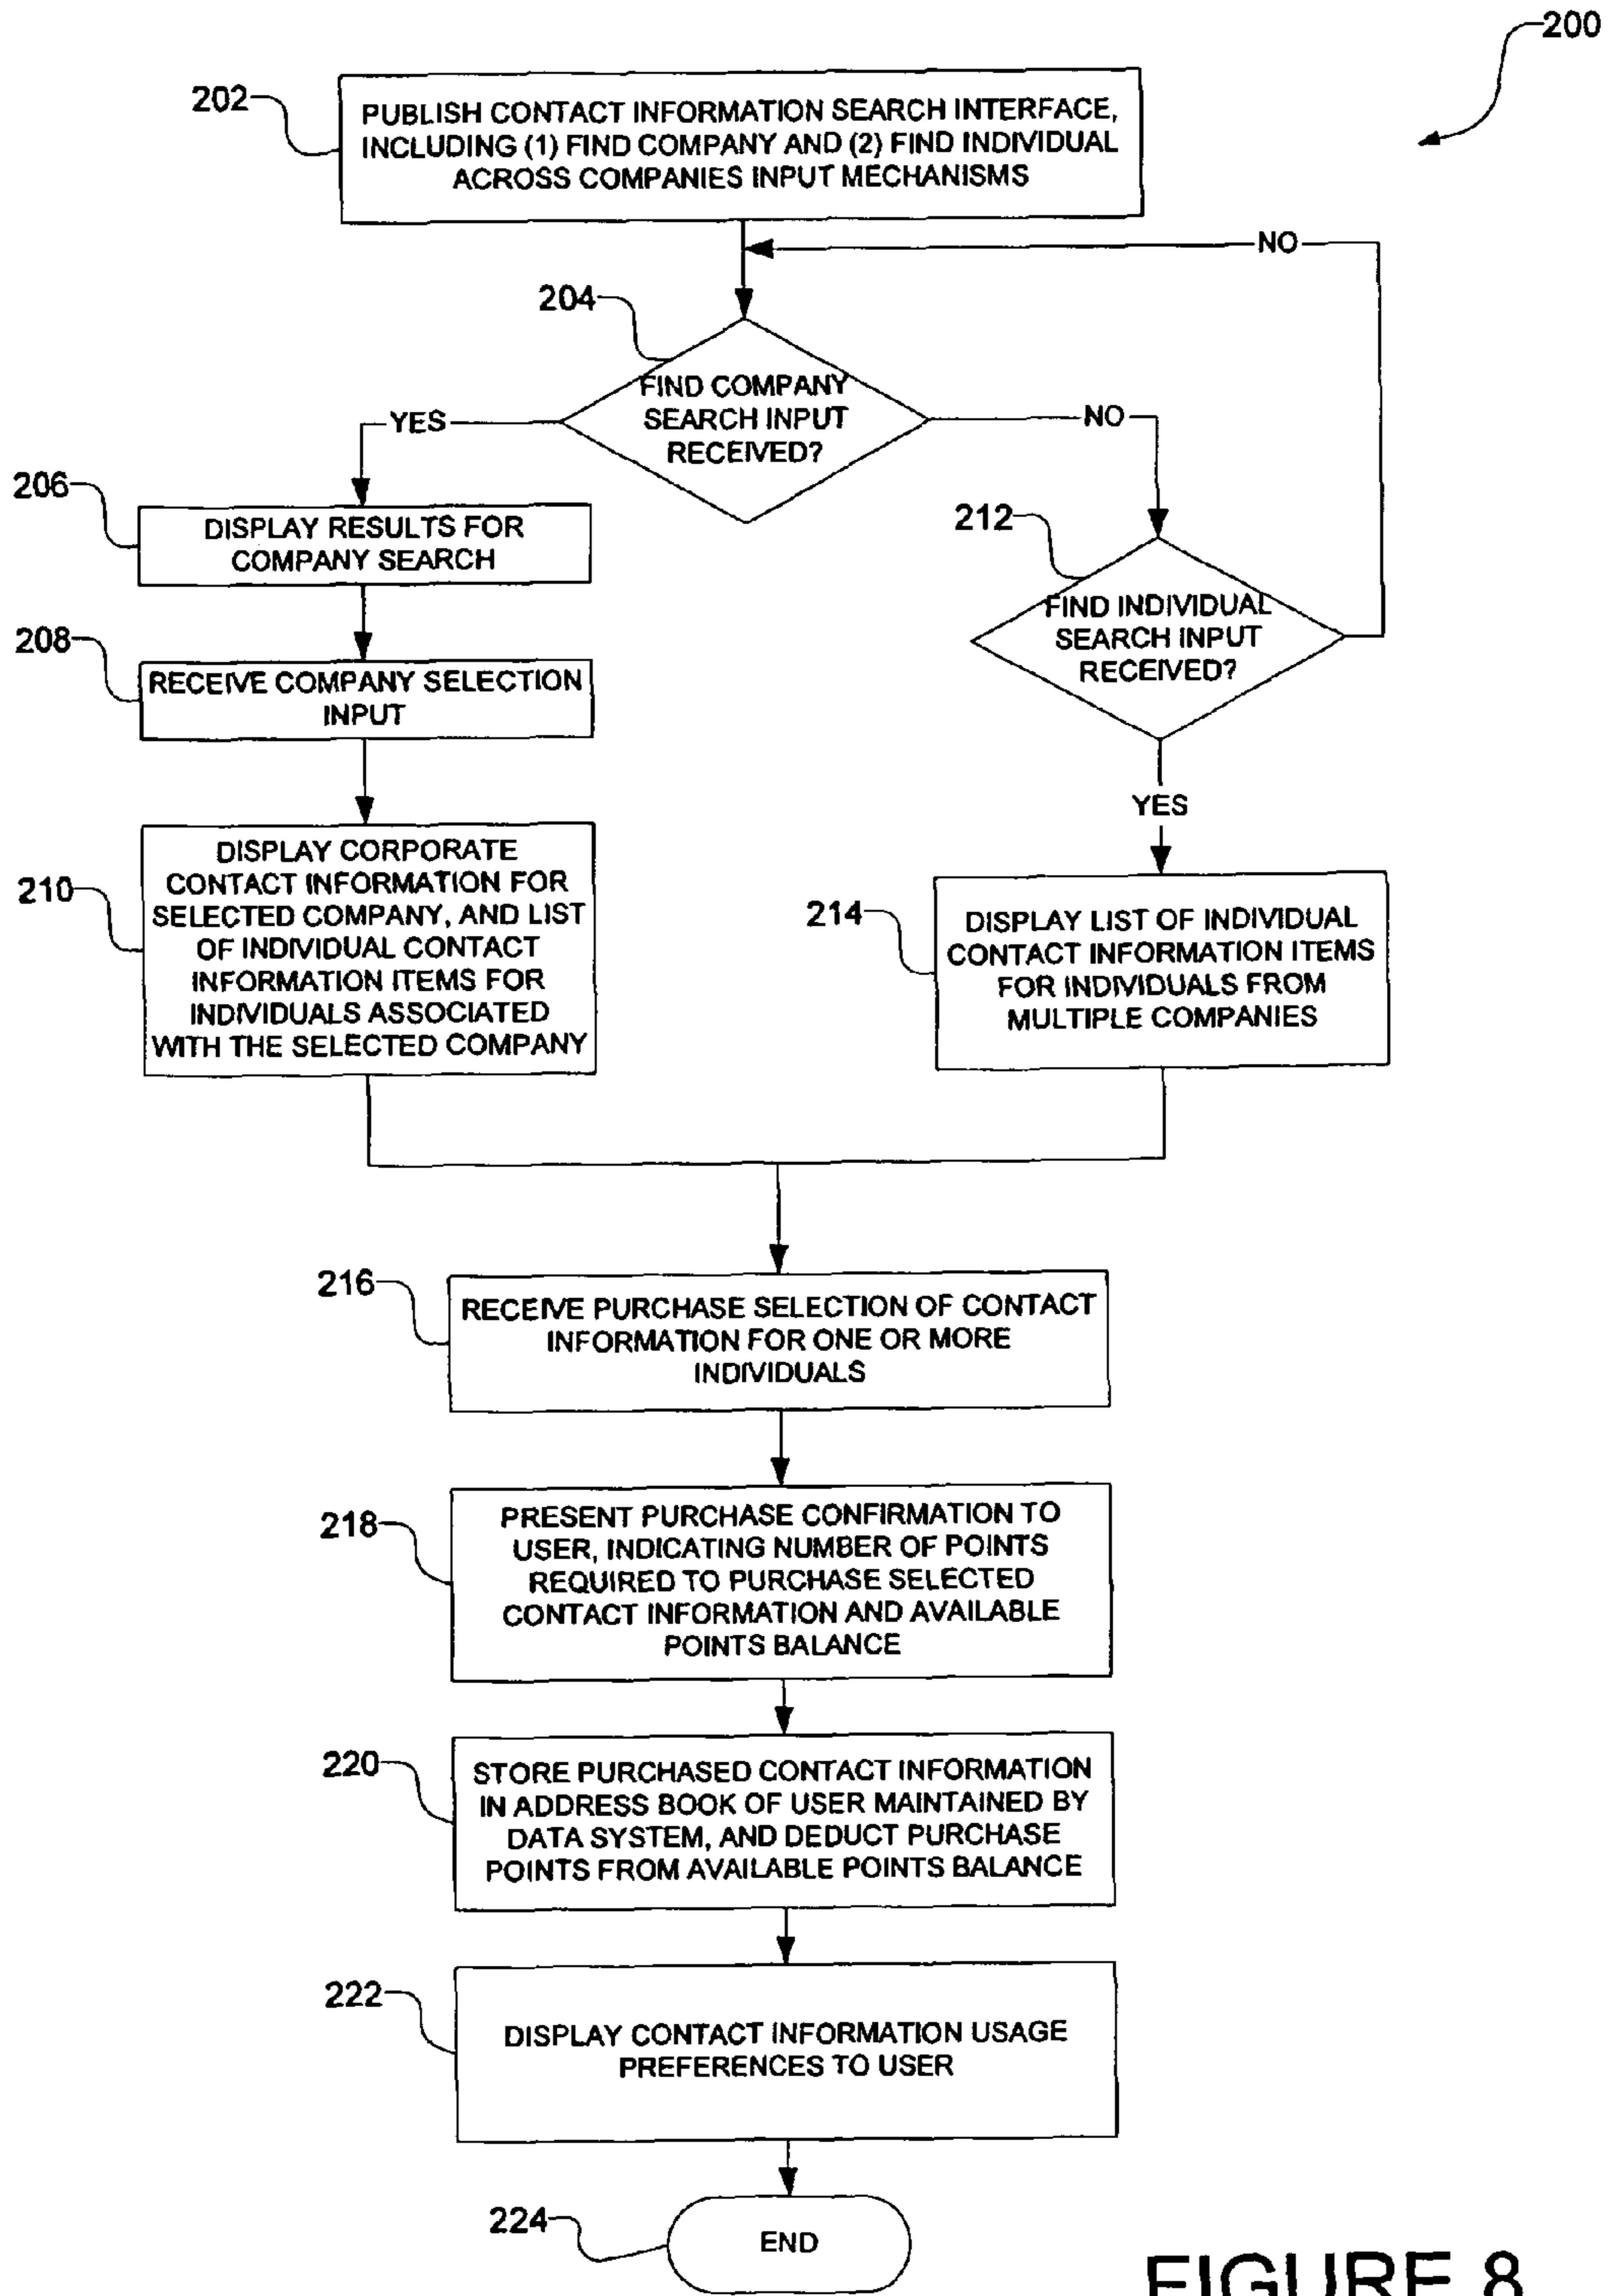 200
202
PUBLISH CONTACT INFORMATION SEARCH INTERFACE,
INCLUDING (1) FIND COMPANY AND (2) FIND INDIVIDUAL
ACROSS COMPANIES INPUT MECHANISMS
NO
204
FIND COMPANY
SEARCH INPUT
RECEIVED?
YES
NO
206
DISPLAY RESULTS FOR
COMPANY SEARCH
212
FIND INDIVIDUAL
SEARCH INPUT
RECEIVED?
208
RECEIVE COMPANY SELECTION
INPUT
YES
210
DISPLAY CORPORATE
CONTACT INFORMATION FOR
SELECTED COMPANY, AND LIST
OF INDIVIDUAL CONTACT
INFORMATION ITEMS FOR
INDIVIDUALS ASSOCIATED
WITH THE SELECTED COMPANY
214
DISPLAY LIST OF INDIVIDUAL
CONTACT INFORMATION ITEMS
FOR INDIVIDUALS FROM
MULTIPLE COMPANIES
216
RECEIVE PURCHASE SELECTION OF CONTACT
INFORMATION FOR ONE OR MORE
INDIVIDUALS
218
PRESENT PURCHASE CONFIRMATION TO
USER, INDICATING NUMBER OF POINTS
REQUIRED TO PURCHASE SELECTED
CONTACT INFORMATION AND AVAILABLE
POINTS BALANCE
220
STORE PURCHASED CONTACT INFORMATION
IN ADDRESS BOOK OF USER MAINTAINED BY
DATA SYSTEM, AND DEDUCT PURCHASE
POINTS FROM AVAILABLE POINTS BALANCE
222
DISPLAY CONTACT INFORMATION USAGE
PREFERENCES TO USER
224
END
FIGURE 8